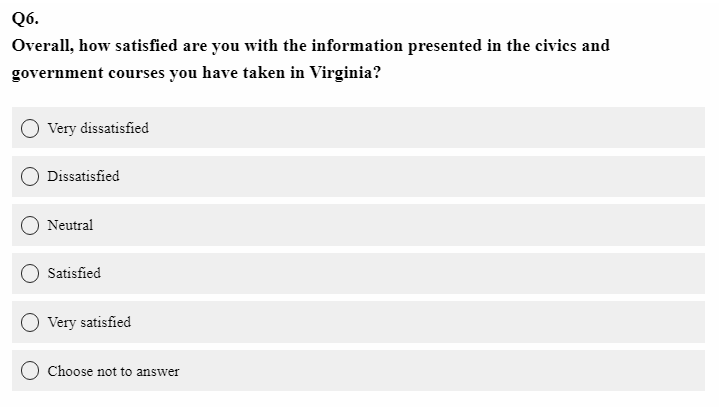 Q6.
Overall, how satisfied are you with the information presented in the civics and
government courses you have taken in Virginia?
Very dissatisfied
Dissatisfied
Neutral
Satisfied
Very satisfied
Choose not to answer